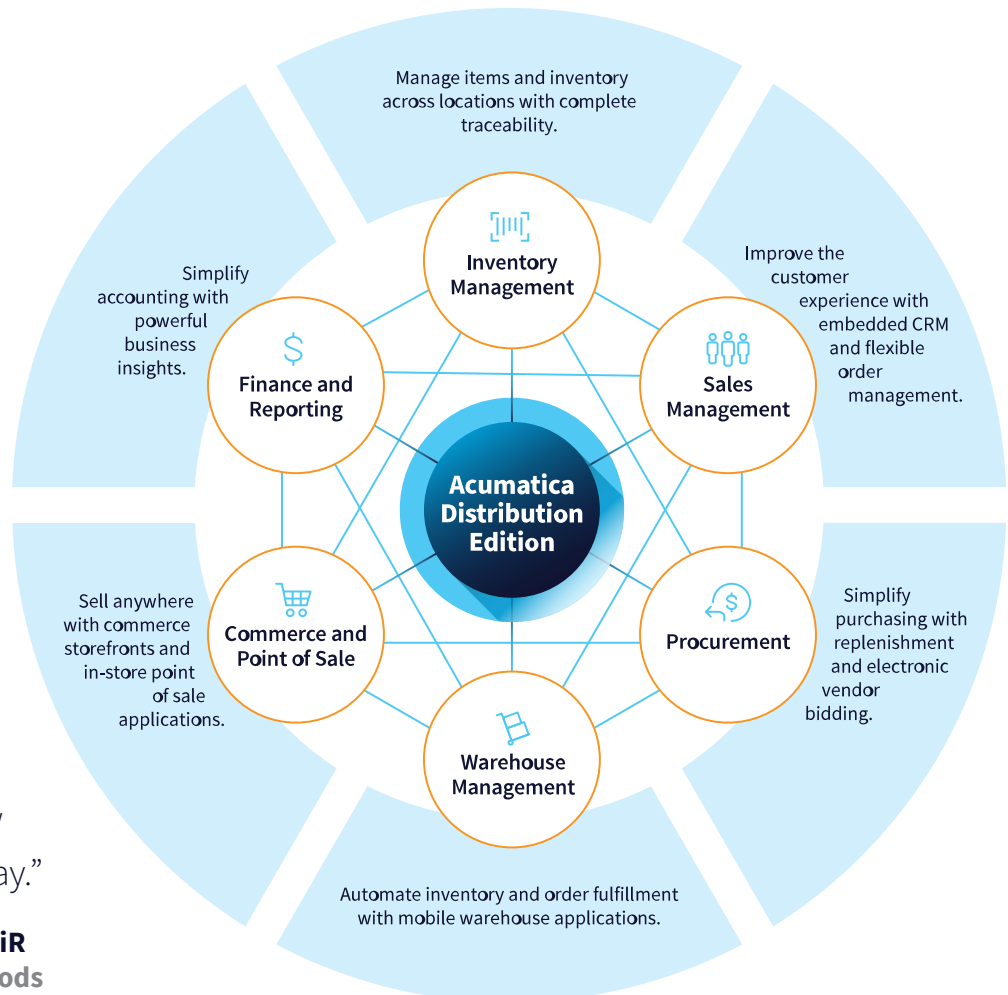 Manage items and inventory
across locations with complete
traceability.
Inventory
Management
Improve the
customer
experience with
embedded CRM
and flexible
order
management.
Sales
Management
Simplify
accounting with
powerful
business
insights.
Finance and
Reporting
Acumatica
Distribution
Edition
Sell anywhere
with commerce
storefronts and
in-store point
of sale
applications.
Commerce and
Point of Sale
Simplify
purchasing with
replenishment
and electronic
vendor
bidding.
Procurement
Warehouse
Management
Automate inventory and order fulfillment
with mobile warehouse applications.
ay.”
iR
ods